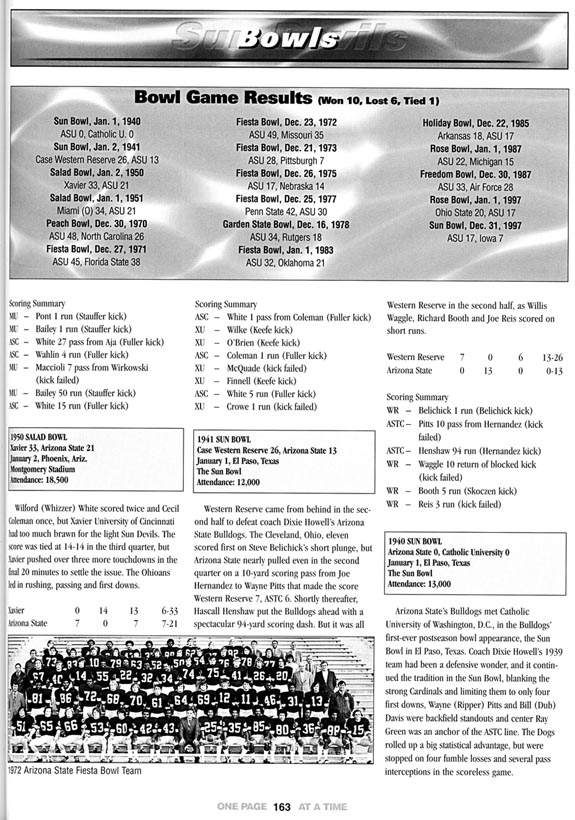 Sun Devils
Bowls
Bowl Game Results (Won 10, Lost 6, Tied 1)
Sun Bowl, Jan. 1, 1940
ASU 0, Catholic U. 0
Sun Bowl, Jan. 2, 1941
Case Western Reserve 26, ASU 13
Salad Bowl, Jan. 2, 1950
Xavier 33, ASU 21
Salad Bowl, Jan. 1, 1951
Miami (O) 34, ASU 21
Peach Bowl, Dec. 30, 1970
ASU 48, North Carolina 26
Fiesta Bowl, Dec. 27, 1971
ASU 45, Florida State 38
Fiesta Bowl, Dec. 23, 1972
ASU 49, Missouri 35
Fiesta Bowl, Dec. 21, 1973
ASU 28, Pittsburgh 7
Fiesta Bowl, Dec. 26, 1975
ASU 17, Nebraska 14
Fiesta Bowl, Dec. 25, 1977
Penn State 42, ASU 30
Garden State Bowl, Dec. 16, 1978
ASU 34, Rutgers 18
Fiesta Bowl, Jan. 1, 1983
ASU 32, Oklahoma 21
Holiday Bowl, Dec. 22, 1985
Arkansas 18, ASU 17
Rose Bowl, Jan. 1, 1987
ASU 22, Michigan 15
Freedom Bowl, Dec. 30, 1987
ASU 33, Air Force 28
Rose Bowl, Jan. 1, 1997
Ohio State 20, ASU 17
Sun Bowl, Dec. 31, 1997
ASU 17, Iowa 7
Scoring Summary
MU – Pont 1 run (Stauffer kick)
MU – Bailey 1 run (Stauffer kick)
ASC – White 27 pass from Aja (Fuller kick)
ASC – Wahlin 4 run (Fuller kick)
MU – Maccioli 7 pass from Wirkowski
(kick failed)
MU – Bailey 50 run (Stauffer kick)
ASC – White 15 run (Fuller kick)
1950 SALAD BOWL
Xavier 33, Arizona State 21
January 2, Phoenix, Ariz.
Montgomery Stadium
Attendance: 18,500
Wilford (Whizzer) White scored twice and Cecil
Coleman once, but Xavier University of Cincinnati
had too much brawn for the light Sun Devils. The
score was tied at 14-14 in the third quarter, but
Xavier pushed over three more touchdowns in the
final 20 minutes to settle the issue. The Ohioans
led in rushing, passing and first downs.
Xavier 0 14 13 6-33
Arizona State 7 0 7 7-21
Scoring Summary
ASC – White 1 pass from Coleman (Fuller kick)
XU – Wilke (Keefe kick)
XU – O'Brien (Keefe kick)
ASC – Coleman 1 run (Fuller kick)
XU – McQuade (kick failed)
XU – Finnell (Keefe kick)
ASC – White 5 run (Fuller kick)
XU – Crowe 1 run (kick failed)
1941 SUN BOWL
Case Western Reserve 26, Arizona State 13
January 1, El Paso, Texas
The Sun Bowl
Attendance: 12,000
Western Reserve came from behind in the sec-
ond half to defeat coach Dixie Howell's Arizona
State Bulldogs. The Cleveland, Ohio, eleven
scored first on Steve Belichick's short plunge, but
Arizona State nearly pulled even in the second
quarter on a 10-yard scoring pass from Joe
Hernandez to Wayne Pitts that made the score
Western Reserve 7, ASTC 6. Shortly thereafter,
Hascall Henshaw put the Bulldogs ahead with a
spectacular 94-yard scoring dash. But it was all
Western Reserve in the second half, as Willis
Waggle, Richard Booth and Joe Reis scored on
short runs.
Western Reserve 7 0 6 13-26
Arizona State 0 13 0 0-13
Scoring Summary
WR – Belichick 1 run (Belichick kick)
ASTC – Pitts 10 pass from Hernandez (kick
failed)
ASTC – Henshaw 94 run (Hernandez kick)
WR – Waggle 10 return of blocked kick
(kick failed)
WR – Booth 5 run (Skoczen kick)
WR – Reis 3 run (kick failed)
1940 SUN BOWL
Arizona State 0, Catholic University 0
January 1, El Paso, Texas
The Sun Bowl
Attendance: 13,000
Arizona State's Bulldogs met Catholic
University of Washington, D.C., in the Bulldogs'
first-ever postseason bowl appearance, the Sun
Bowl in El Paso, Texas. Coach Dixie Howell's 1939
team had been a defensive wonder, and it contin-
ued the tradition in the Sun Bowl, blanking the
strong Cardinals and limiting them to only four
first downs, Wayne (Ripper) Pitts and Bill (Dub)
Davis were backfield standouts and center Ray
Green was an anchor of the ASTC line. The Dogs
rolled up a big statistical advantage, but were
stopped on four fumble losses and several pass
interceptions in the scoreless game.
1972 Arizona State Fiesta Bowl Team
ONE PAGE 163 AT A TIME